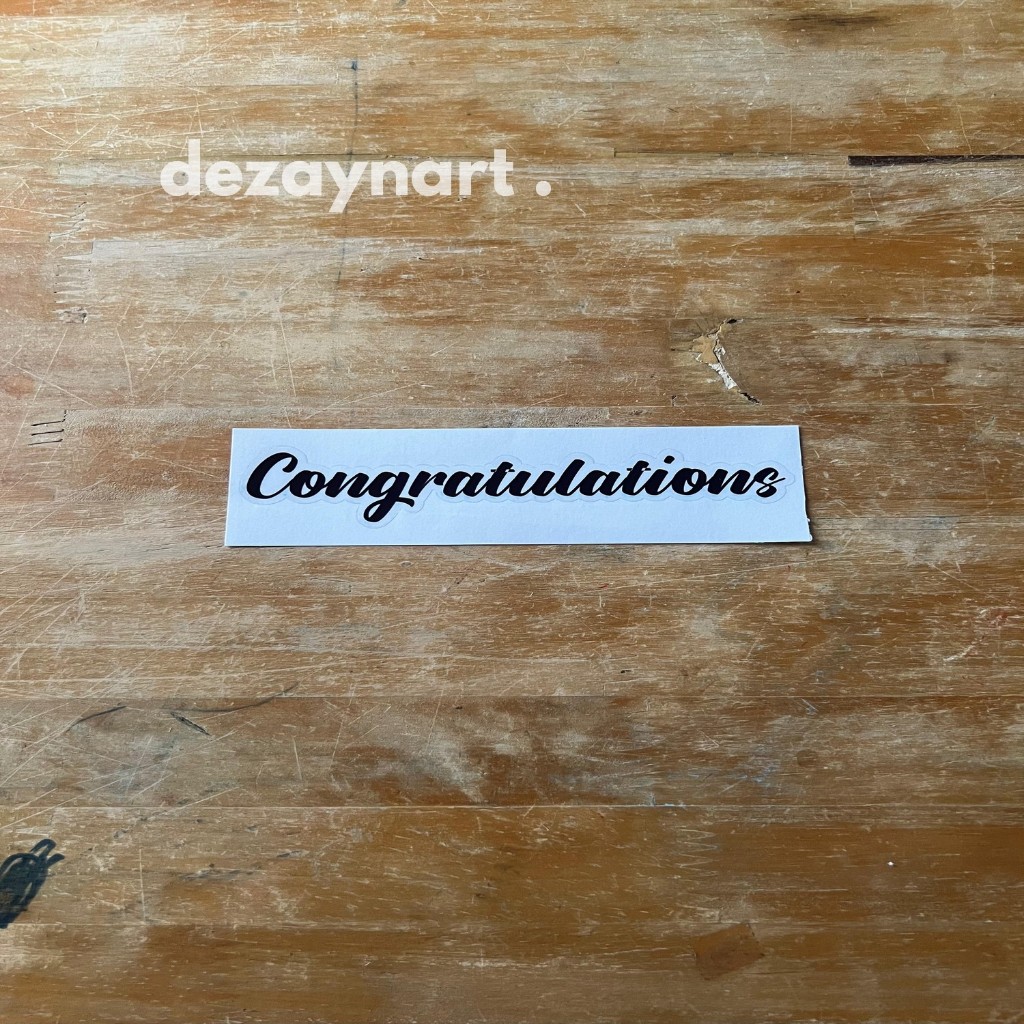 dezaynart .
Congratulations